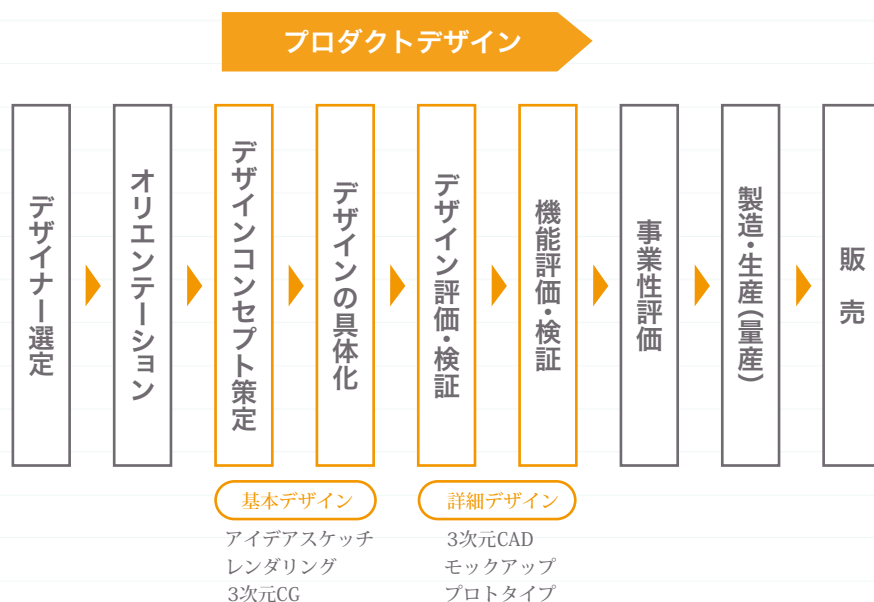 プロダクトデザイン
デザイナー選定
オリエンテーション
デザインコンセプト策定
デザインの具体化
デザイン評価・検証
機能評価・検証
事業性評価
製造・生産(量産)
販売
基本デザイン
アイデアスケッチ
レンダリング
3次元CG
詳細デザイン
3次元CAD
モックアップ
プロトタイプ